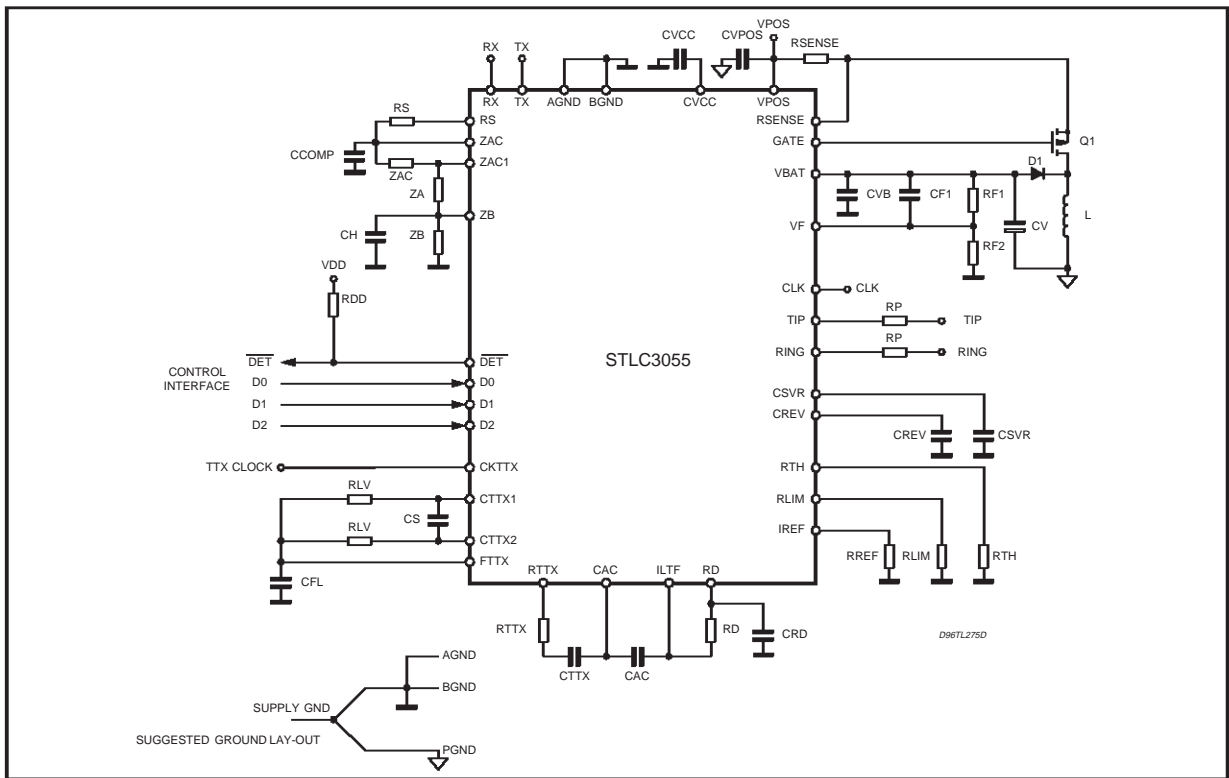 VPOS
RX TX CVCC CVPOS RSENSE
RX TX AGND BGND CVCC VPOS
RS RS RSENSE
ZAC GATE Q1
CCOMP
ZAC ZAC1 VBAT D1
ZA CVB CF1 RF1
CH ZB ZB VF CV L
RF2
VDD
RDD CLK CLK
TIP RP TIP
RING RP RING
STLC3055
DET DET
CONTROL INTERFACE
D0 D0
D1 D1
D2 D2
CSVR
CREV CREV CSVR
TTX CLOCK CKTTX RTH
RLV CTTX1 RLIM
CS
RLV CTTX2 IREF
FTTX RREF RLIM RTH
CFL
RTTX CAC ILTF RD
RTTX RD CRD
CTTX CAC
D96TL275D
AGND
BGND
SUPPLY GND
SUGGESTED GROUND LAY-OUT
PGND